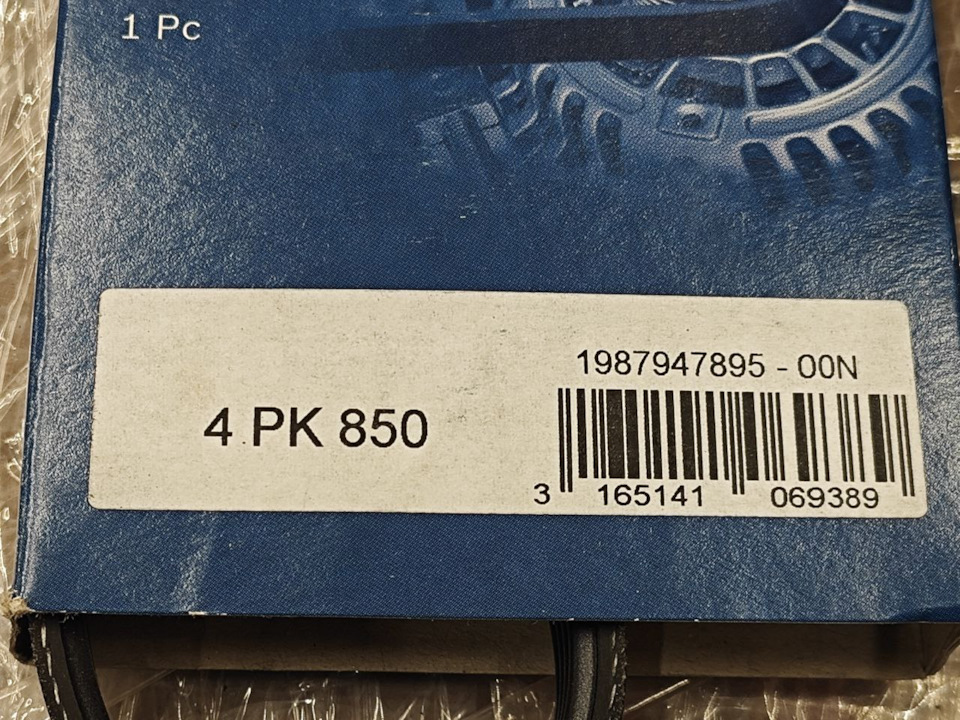 1 Pc
1987947895 - 00N
4 PK 850
3 165141 069389